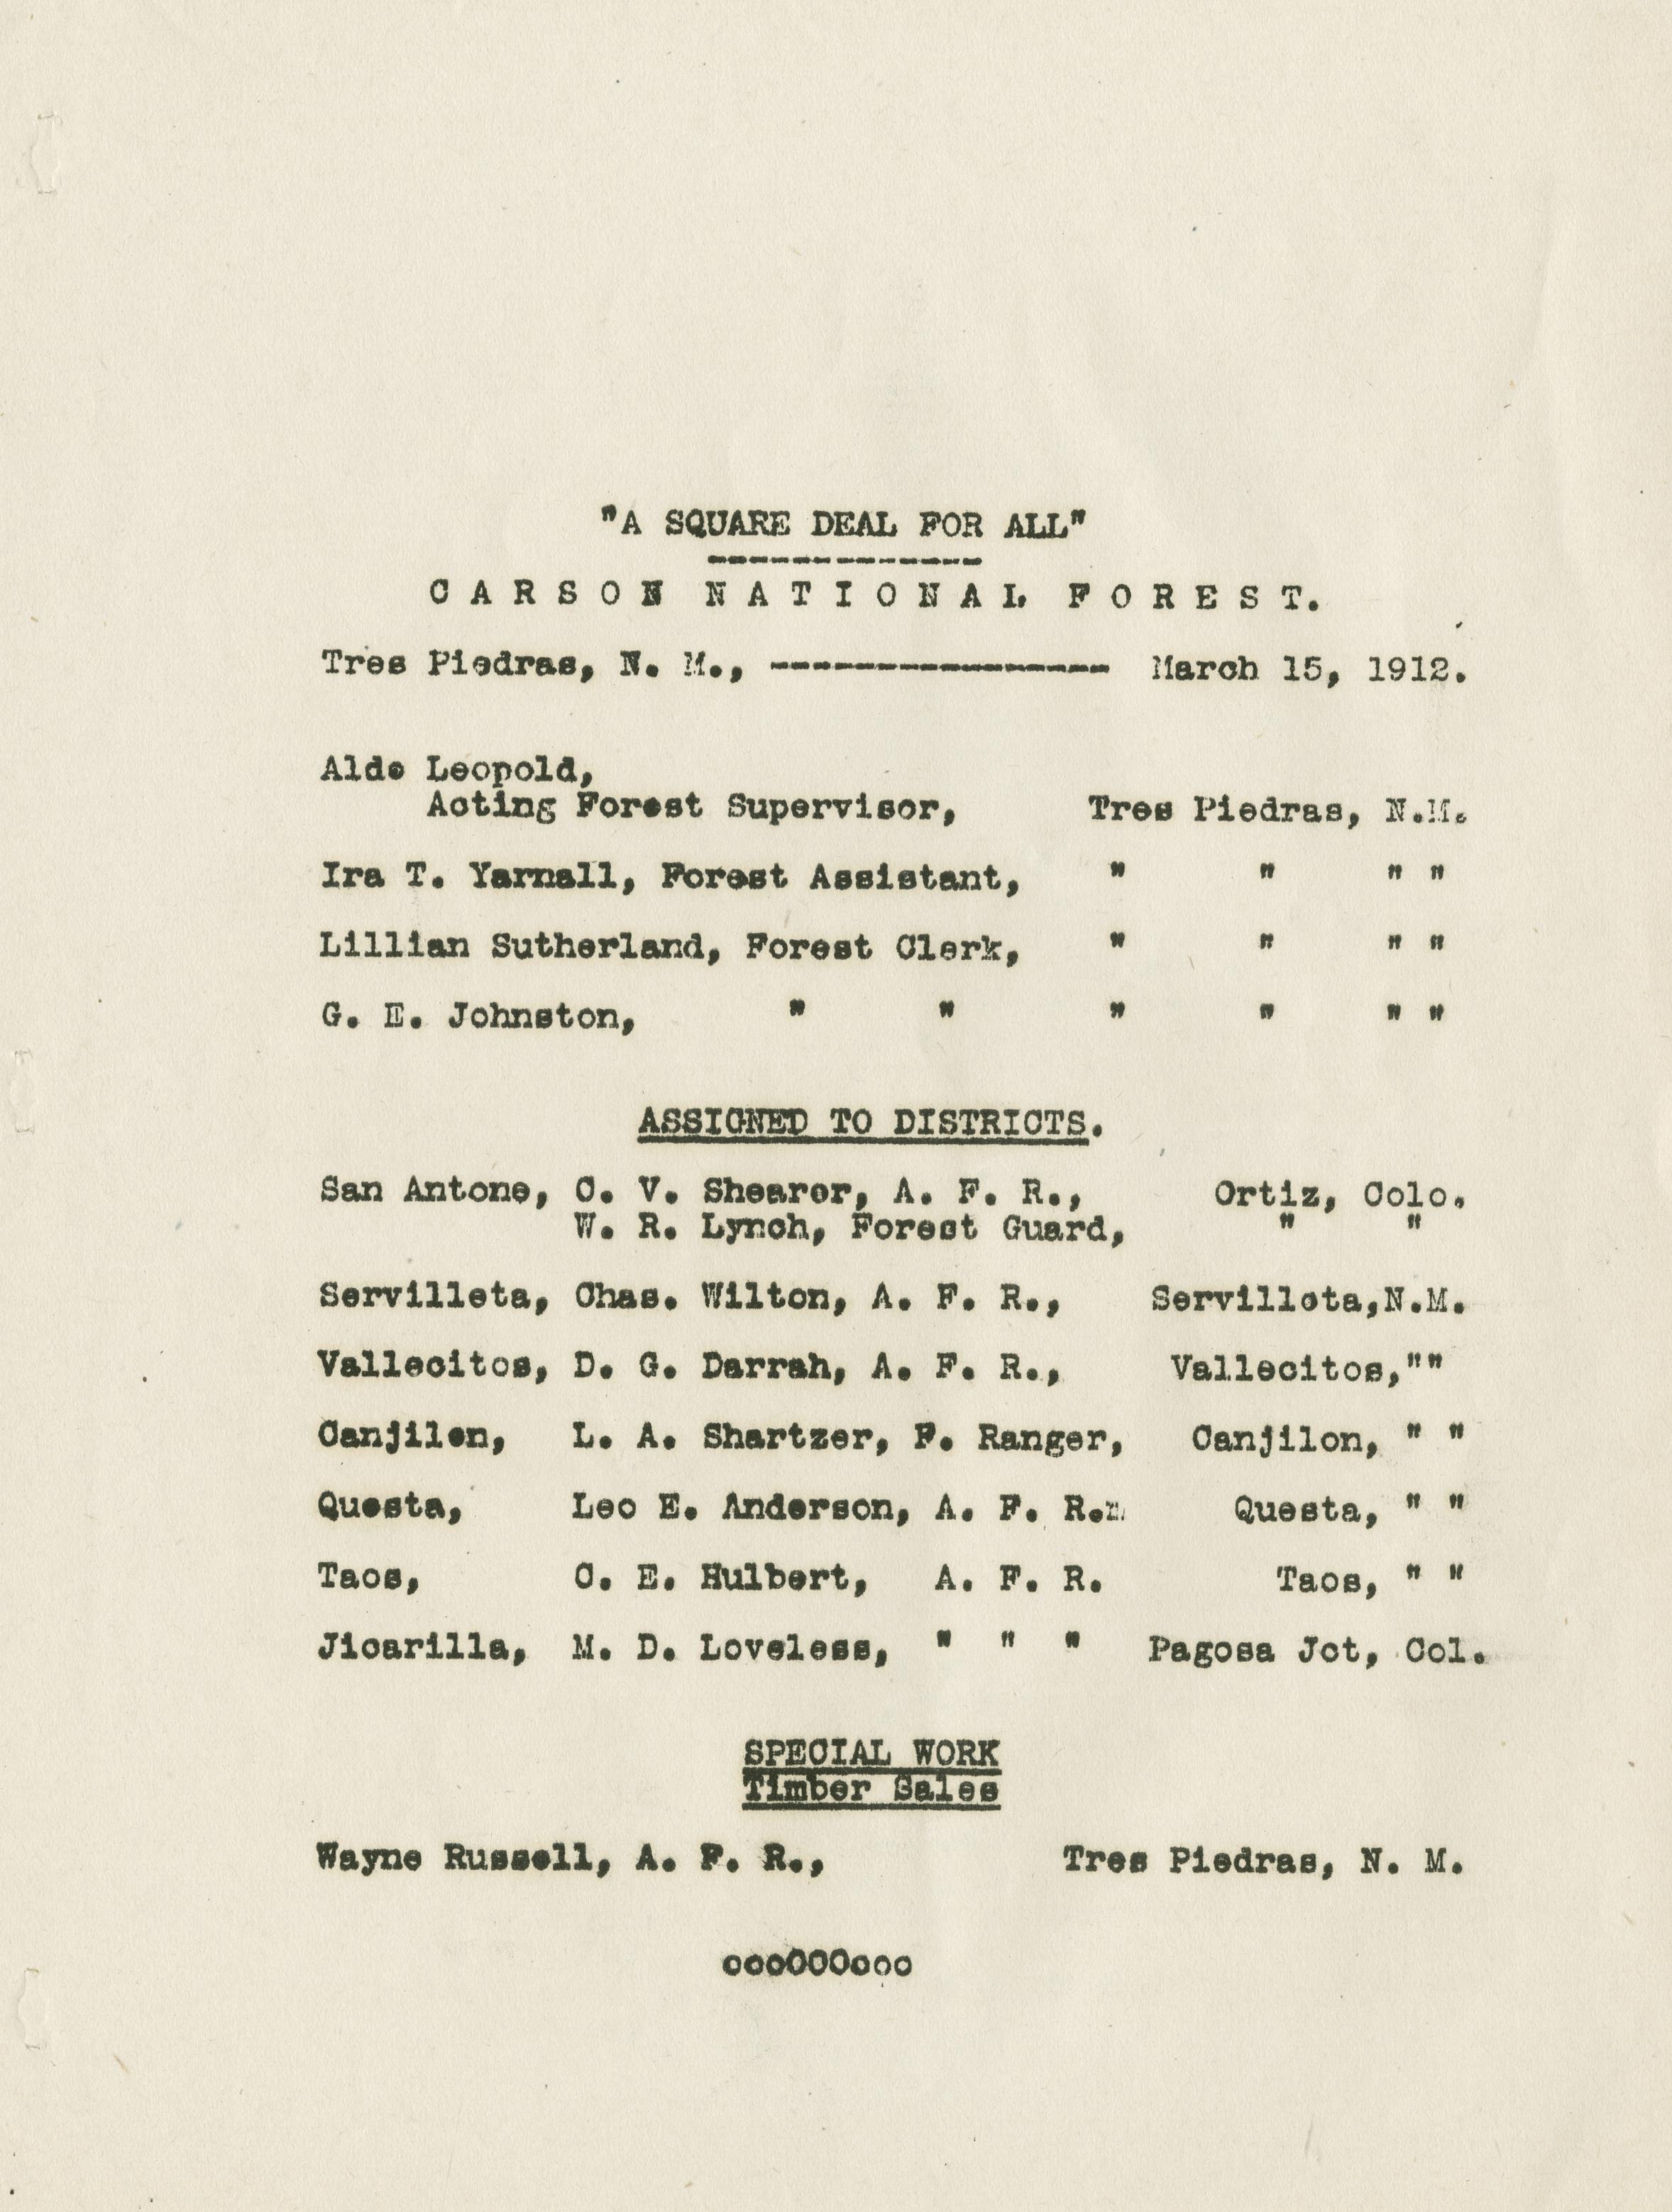 "A SQUARE DEAL FOR ALL"
-------------
C A R S O N  N A T I O N A L  F O R E S T.
Tres Piedras, N. M., ---------------- March 15, 1912.
Aldo Leopold,
Acting Forest Supervisor, Tres Piedras, N.M.
Ira T. Yarnall, Forest Assistant, " " " "
Lillian Sutherland, Forest Clerk, " " " "
G. E. Johnston, " " " " " "
ASSIGNED TO DISTRICTS.
San Antone, C. V. Shearer, A. F. R., Ortiz, Colo.
W. R. Lynch, Forest Guard, " "
Servilleta, Chas. Wilton, A. F. R., Servilleta,N.M.
Vallecitos, D. G. Darrah, A. F. R., Vallecitos,""
Canjilon, L. A. Shartzer, F. Ranger, Canjilon, " "
Questa, Leo E. Anderson, A. F. R. Questa, " "
Taos, C. E. Hulbert, A. F. R. Taos, " "
Jicarilla, M. D. Loveless, " " " Pagosa Jct, Col.
SPECIAL WORK
Timber Sales
Wayne Russell, A. F. R., Tres Piedras, N. M.
oooOOOooo